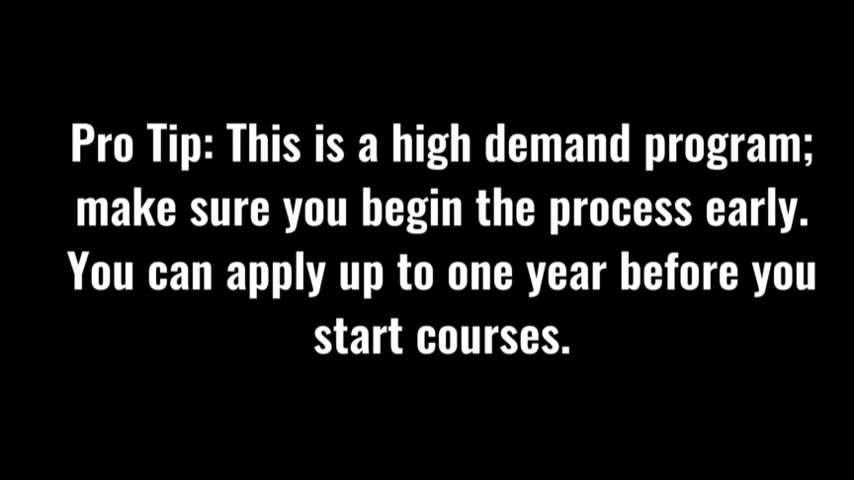 Pro Tip: This is a high demand program;
make sure you begin the process early.
You can apply up to one year before you
start courses.